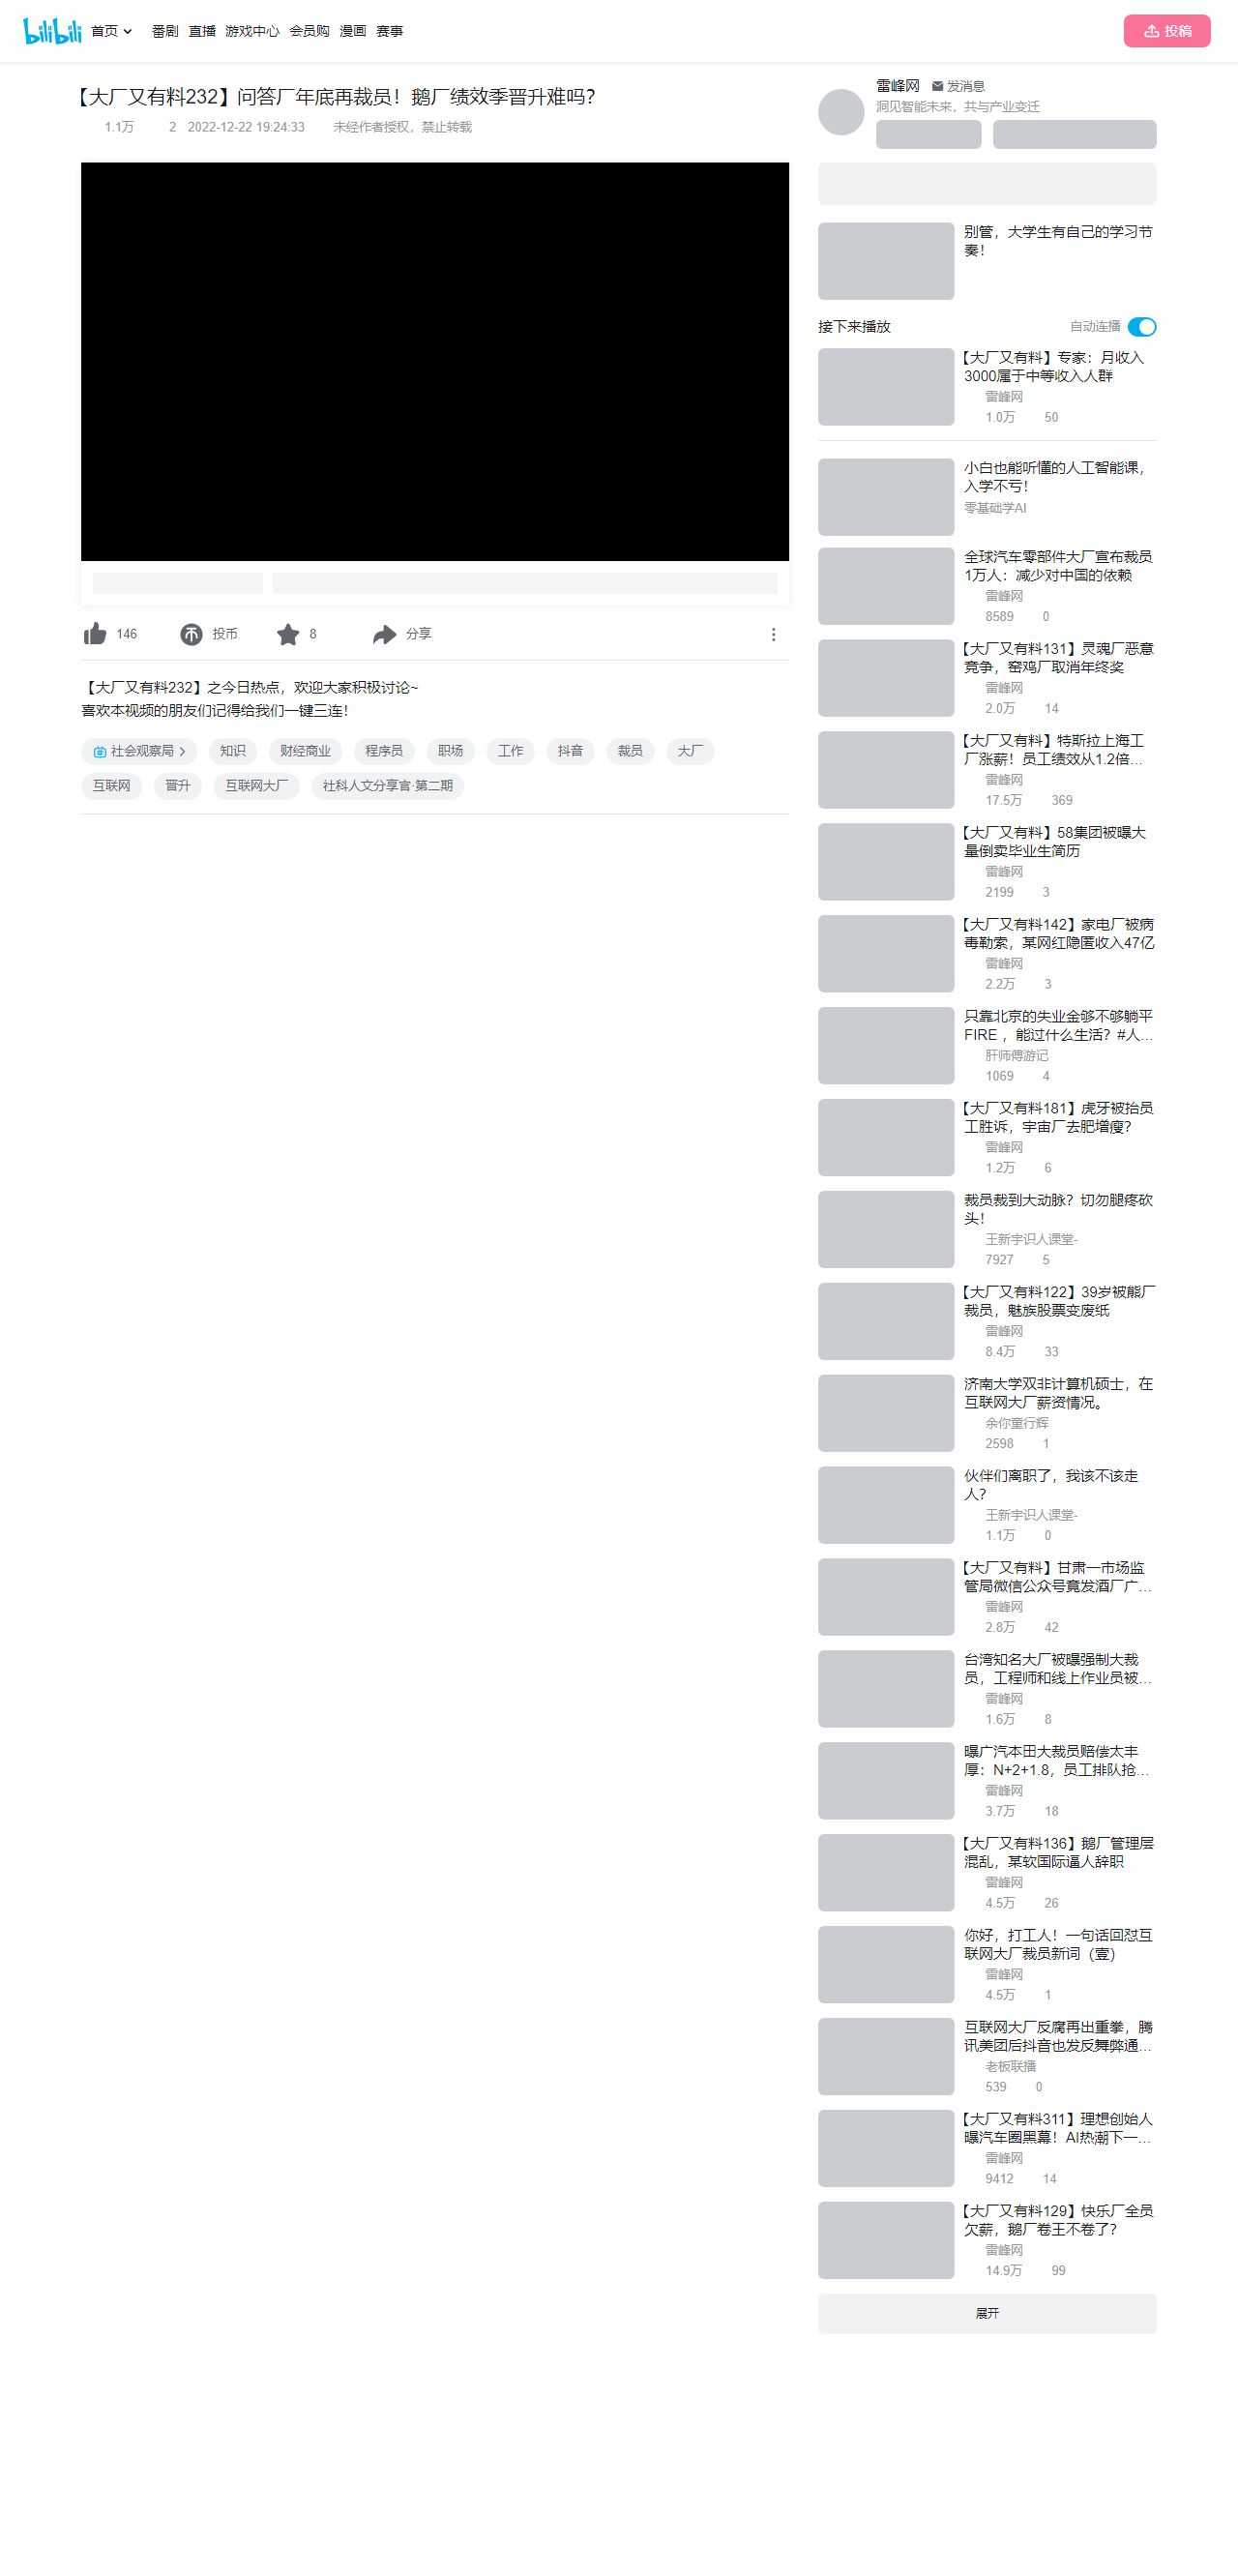 bilibili 首页 番剧 直播 游戏中心 会员购 漫画 赛事 投稿
【大厂又有料232】问答厂年底再裁员！鹅厂绩效季晋升难吗？
1.1万 2 2022-12-22 19:24:33 未经作者授权，禁止转载
146 投币 8 分享
【大厂又有料232】之今日热点，欢迎大家积极讨论~
喜欢本视频的朋友们记得给我们一键三连！
社会观察局 知识 财经商业 程序员 职场 工作 抖音 裁员 大厂
互联网 晋升 互联网大厂 社科人文分享官·第二期
雷峰网 发消息
洞见智能未来，共与产业变迁
别管，大学生有自己的学习节
奏！
接下来播放 自动连播
【大厂又有料】专家：月收入
3000属于中等收入人群
雷峰网
1.0万 50
小白也能听懂的人工智能课，
入学不亏！
零基础学AI
全球汽车零部件大厂宣布裁员
1万人：减少对中国的依赖
雷峰网
8589 0
【大厂又有料131】灵魂厂恶意
竞争，窑鸡厂取消年终奖
雷峰网
2.0万 14
【大厂又有料】特斯拉上海工
厂涨薪！员工绩效从1.2倍…
雷峰网
17.5万 369
【大厂又有料】58集团被曝大
量倒卖毕业生简历
雷峰网
2199 3
【大厂又有料142】家电厂被病
毒勒索，某网红隐匿收入47亿
雷峰网
2.2万 3
只靠北京的失业金够不够躺平
FIRE ，能过什么生活？#人…
肝师傅游记
1069 4
【大厂又有料181】虎牙被抬员
工胜诉，宇宙厂去肥增瘦？
雷峰网
1.2万 6
裁员裁到大动脉？切勿腿疼砍
头！
王新宇识人课堂-
7927 5
【大厂又有料122】39岁被熊厂
裁员，魅族股票变废纸
雷峰网
8.4万 33
济南大学双非计算机硕士，在
互联网大厂薪资情况。
余你童行辉
2598 1
伙伴们离职了，我该不该走
人？
王新宇识人课堂-
1.1万 0
【大厂又有料】甘肃一市场监
管局微信公众号竟发酒厂广…
雷峰网
2.8万 42
台湾知名大厂被曝强制大裁
员，工程师和线上作业员被…
雷峰网
1.6万 8
曝广汽本田大裁员赔偿太丰
厚：N+2+1.8，员工排队抢…
雷峰网
3.7万 18
【大厂又有料136】鹅厂管理层
混乱，某软国际逼人辞职
雷峰网
4.5万 26
你好，打工人！一句话回怼互
联网大厂裁员新词（壹）
雷峰网
4.5万 1
互联网大厂反腐再出重拳，腾
讯美团后抖音也发反舞弊通…
老板联播
539 0
【大厂又有料311】理想创始人
曝汽车圈黑幕！AI热潮下一…
雷峰网
9412 14
【大厂又有料129】快乐厂全员
欠薪，鹅厂卷王不卷了？
雷峰网
14.9万 99
展开